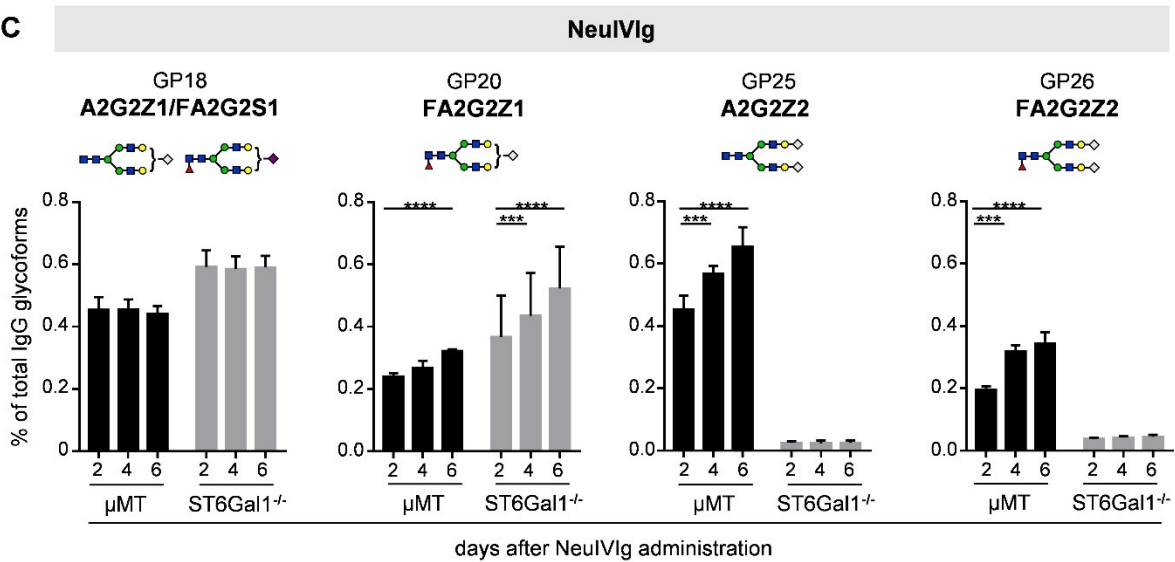 C
NeuIVIg
GP18
A2G2Z1/FA2G2S1
GP20
FA2G2Z1
GP25
A2G2Z2
GP26
FA2G2Z2
% of total IgG glycoforms
0.8
0.6
0.4
0.2
0
2 4 6 2 4 6
µMT ST6Gal1-/-
0.8
0.6
0.4
0.2
0.0
**** ****
***
2 4 6 2 4 6
µMT ST6Gal1-/-
0.8
0.6
0.4
0.2
0.0
****
***
2 4 6 2 4 6
µMT ST6Gal1-/-
0.8
0.6
0.4
0.2
0.0
****
***
2 4 6 2 4 6
µMT ST6Gal1-/-
days after NeuIVIg administration